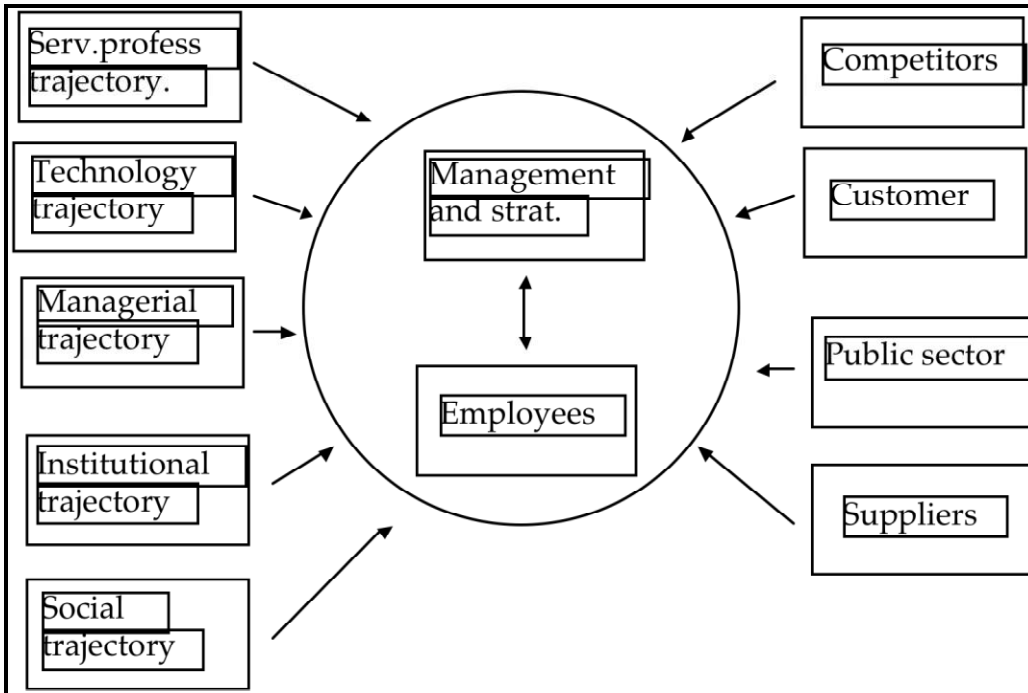 Serv.profess
trajectory.
Technology
trajectory
Managerial
trajectory
Institutional
trajectory
Social
trajectory
Management
and strat.
Employees
Competitors
Customer
Public sector
Suppliers